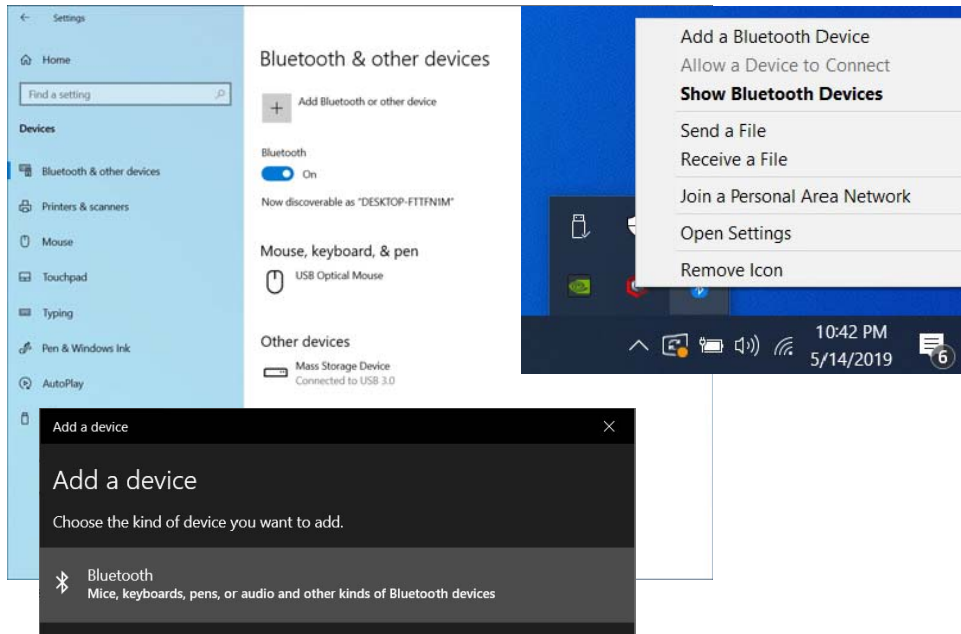 Settings
Home
Find a setting
Devices
Bluetooth & other devices
Printers & scanners
Mouse
Touchpad
Typing
Pen & Windows Ink
AutoPlay
Bluetooth & other devices
Add Bluetooth or other device
Bluetooth
On
Now discoverable as "DESKTOP-FTTFN1M"
Mouse, keyboard, & pen
USB Optical Mouse
Other devices
Mass Storage Device
Connected to USB 3.0
Add a Bluetooth Device
Allow a Device to Connect
Show Bluetooth Devices
Send a File
Receive a File
Join a Personal Area Network
Open Settings
Remove Icon
10:42 PM
5/14/2019
6
Add a device
Add a device
Choose the kind of device you want to add.
Bluetooth
Mice, keyboards, pens, or audio and other kinds of Bluetooth devices